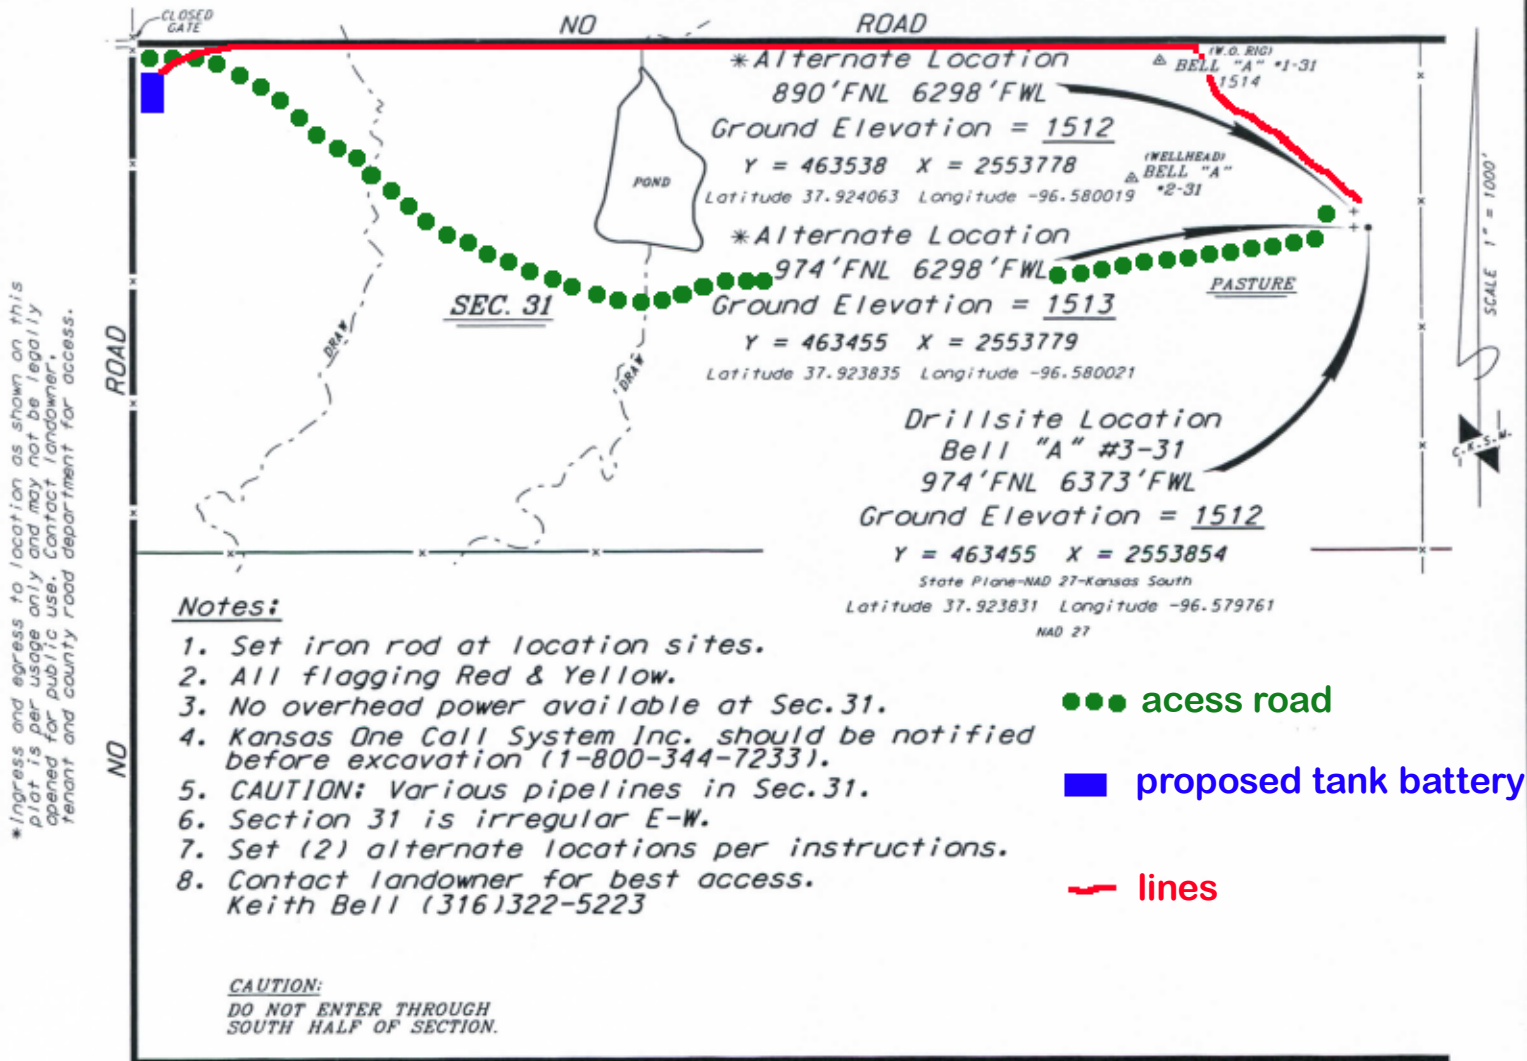 CLOSED
GATE
NO ROAD
*Alternate Location
890'FNL 6298'FWL
Ground Elevation = 1512
Y = 463538 X = 2553778
Latitude 37.924063 Longitude -96.580019
(W.O. RIG)
BELL "A" #1-31
1514
(WELLHEAD)
BELL "A"
#2-31
POND
*Alternate Location
974'FNL 6298'FWL
Ground Elevation = 1513
Y = 463455 X = 2553779
Latitude 37.923835 Longitude -96.580021
PASTURE
SEC. 31
DRAW
DRAW
Drillsite Location
Bell "A" #3-31
974'FNL 6373'FWL
Ground Elevation = 1512
Y = 463455 X = 2553854
State Plane-NAD 27-Kansas South
Latitude 37.923831 Longitude -96.579761
NAD 27
SCALE 1" = 1000'
C.K.S.W.
NO ROAD
*Ingress and egress to location as shown on this
plat is per usage only and may not be legally
opened for public use. Contact landowner,
tenant and county road department for access.
Notes:
1. Set iron rod at location sites.
2. All flagging Red & Yellow.
3. No overhead power available at Sec.31.
4. Kansas One Call System Inc. should be notified
before excavation (1-800-344-7233).
5. CAUTION: Various pipelines in Sec.31.
6. Section 31 is irregular E-W.
7. Set (2) alternate locations per instructions.
8. Contact landowner for best access.
Keith Bell (316)322-5223
acess road
proposed tank battery
lines
CAUTION:
DO NOT ENTER THROUGH
SOUTH HALF OF SECTION.